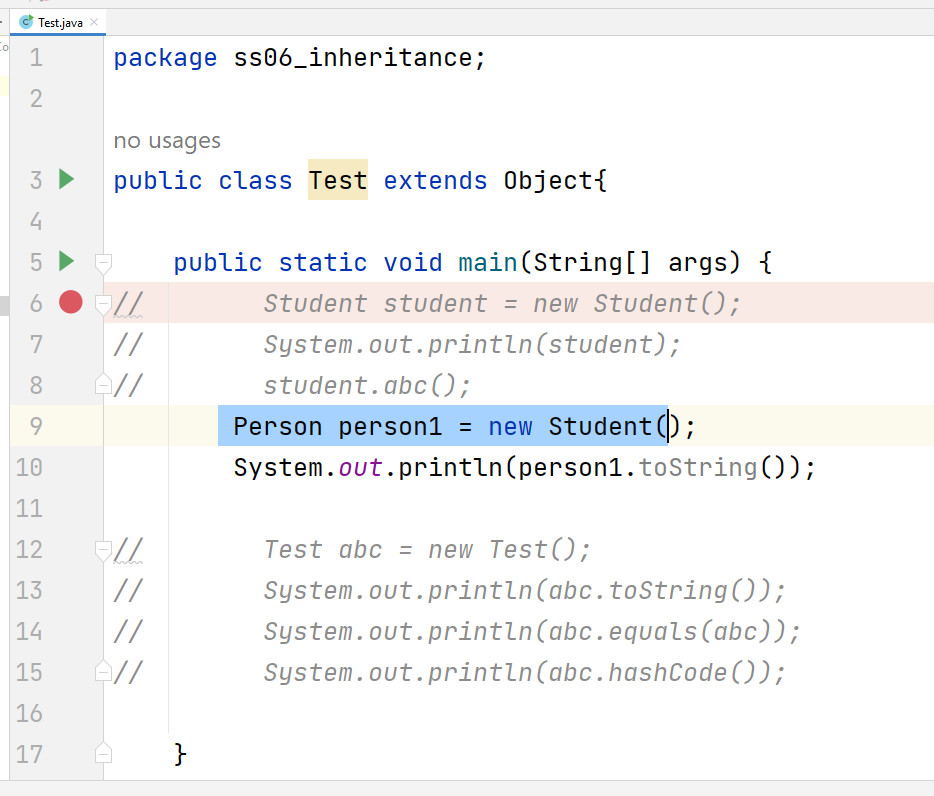 Test.java
1 package ss06_inheritance;
2
no usages
3 public class Test extends Object{
4
5     public static void main(String[] args) {
6 //        Student student = new Student();
7 //        System.out.println(student);
8 //        student.abc();
9         Person person1 = new Student();
10         System.out.println(person1.toString());
11
12 //        Test abc = new Test();
13 //        System.out.println(abc.toString());
14 //        System.out.println(abc.equals(abc));
15 //        System.out.println(abc.hashCode());
16
17     }